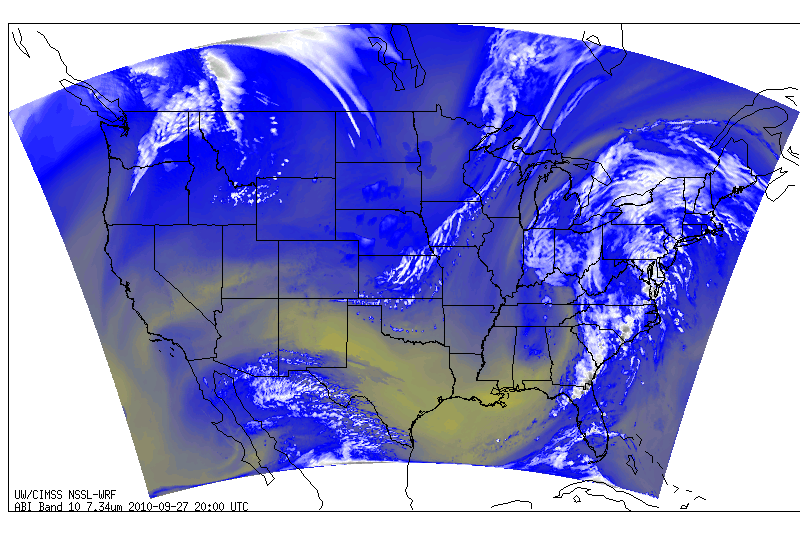 UW/CIMSS NSSL-WRF
ABI Band 10 7.34um 2010-09-27 20:00 UTC